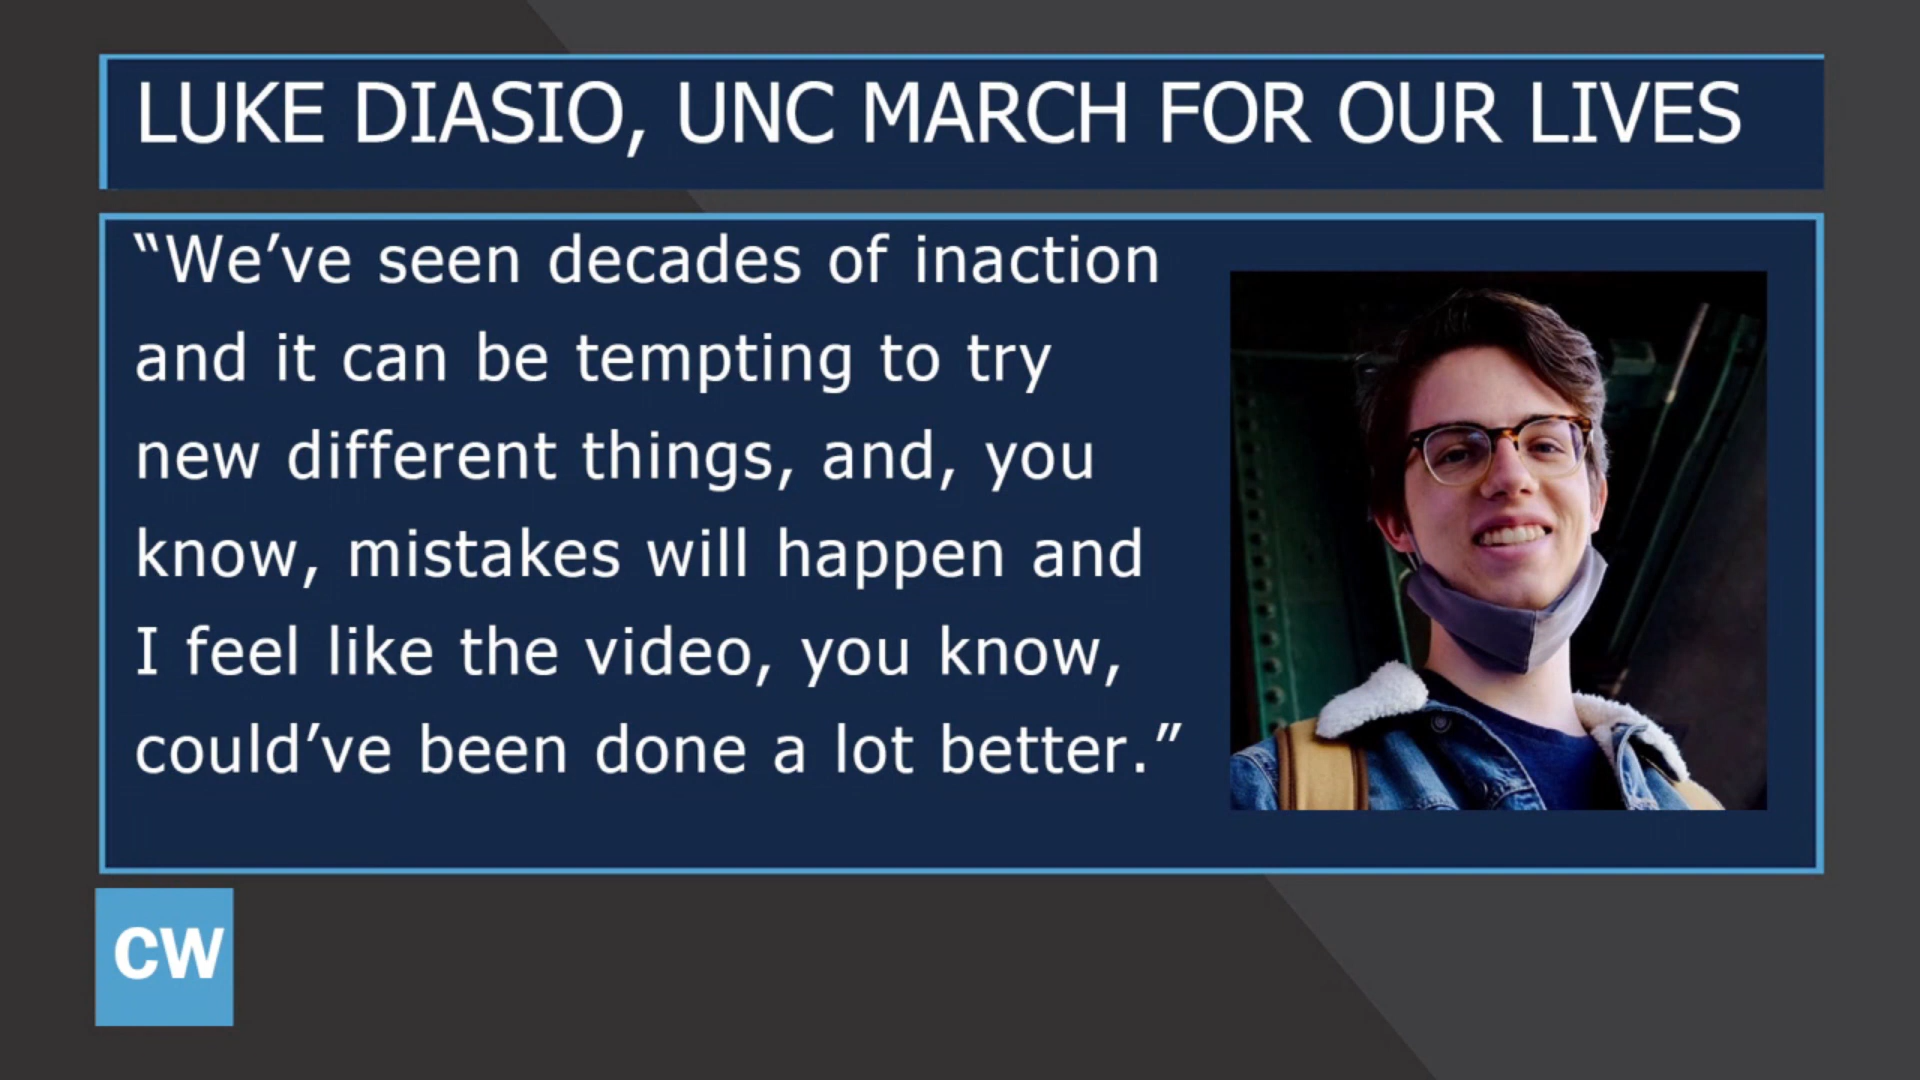 LUKE DIASIO, UNC MARCH FOR OUR LIVES
“We’ve seen decades of inaction
and it can be tempting to try
new different things, and, you
know, mistakes will happen and
I feel like the video, you know,
could’ve been done a lot better.”
CW